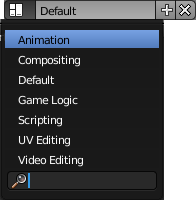 Default
Animation
Compositing
Default
Game Logic
Scripting
UV Editing
Video Editing